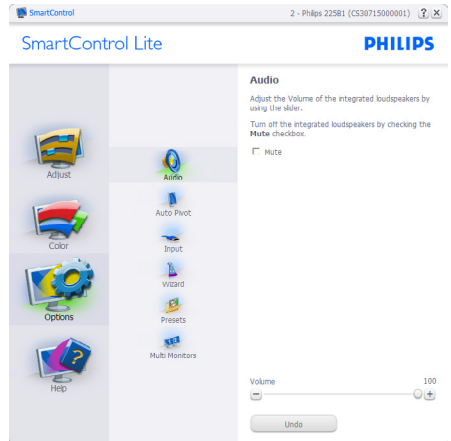 SmartControl
2 - Philips 225B1 (CS30715000001)
SmartControl Lite
PHILIPS
Adjust
Color
Options
Help
Audio
Auto Pivot
Input
Wizard
Presets
Multi Monitors
Audio
Adjust the Volume of the integrated loudspeakers by
using the slider.
Turn off the integrated loudspeakers by checking the
Mute checkbox.
Mute
Volume
100
Undo